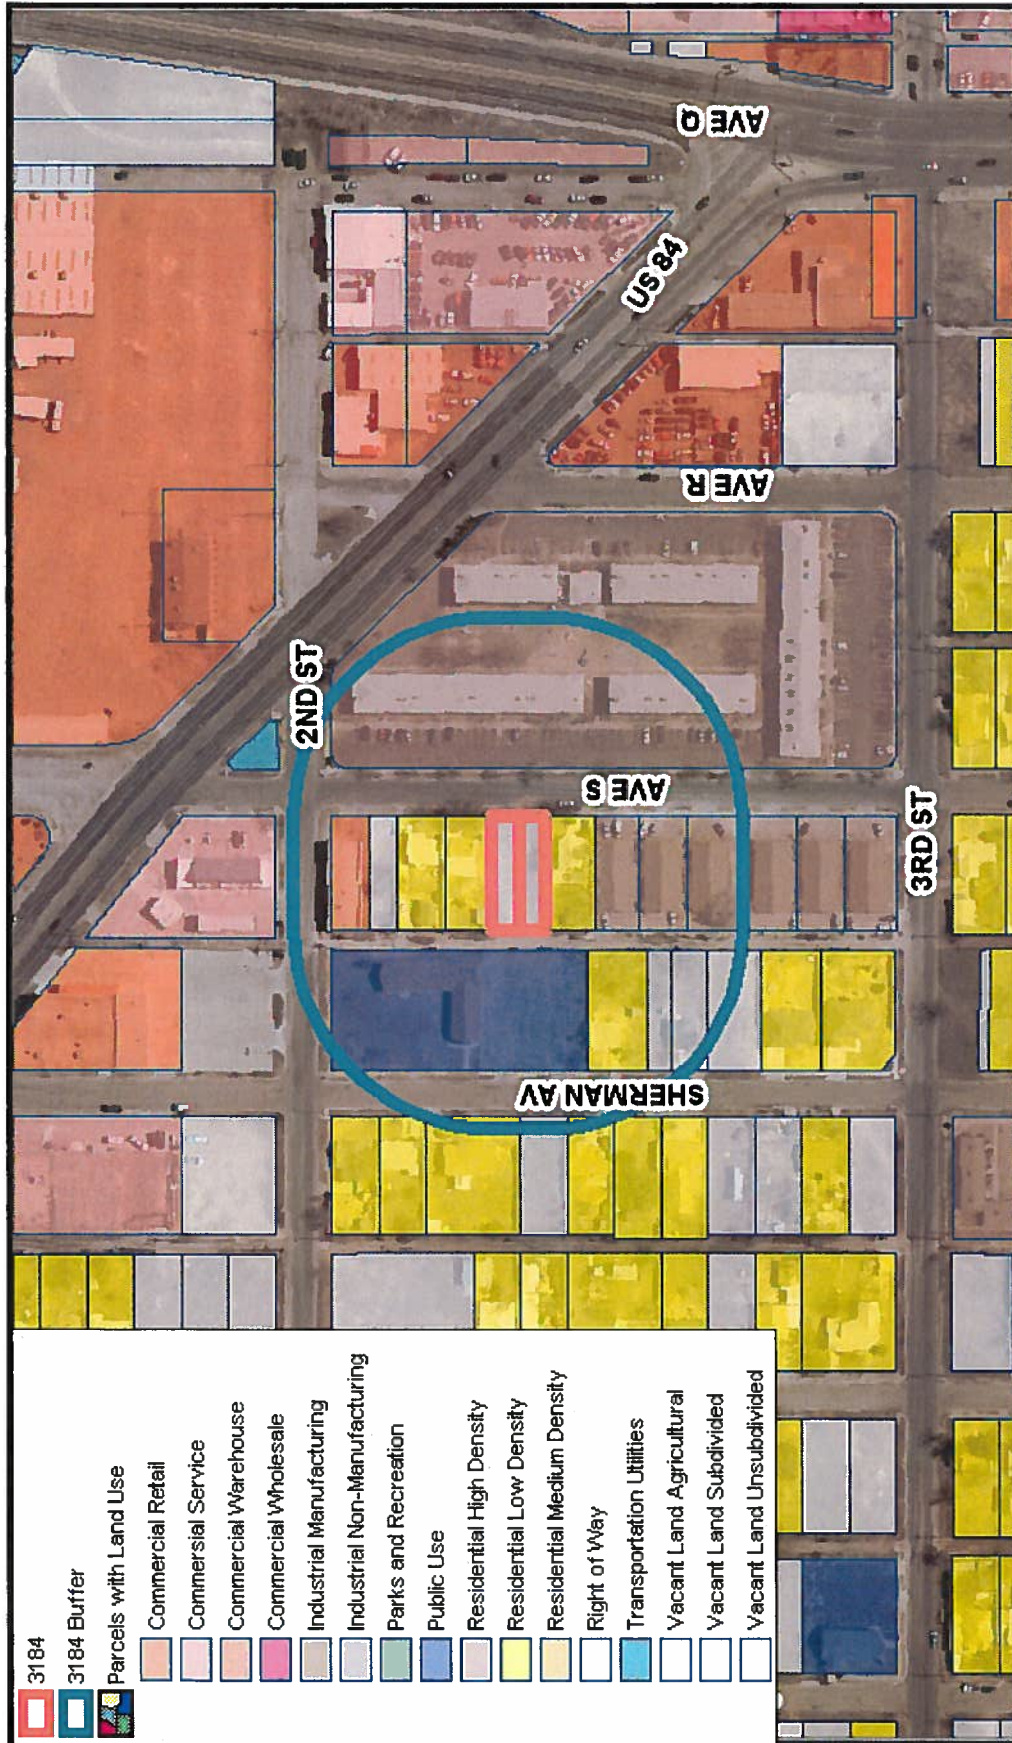 AVE Q
US 84
AVE R
2ND ST
AVE S
3RD ST
SHERMAN AV
3184
3184 Buffer
Parcels with Land Use
Commercial Retail
Commersial Service
Commercial Warehouse
Commercial Wholesale
Industrial Manufacturing
Industrial Non-Manufacturing
Parks and Recreation
Public Use
Residential High Density
Residential Low Density
Residential Medium Density
Right of Way
Transportation Utilities
Vacant Land Agricultural
Vacant Land Subdivided
Vacant Land Unsubdivided